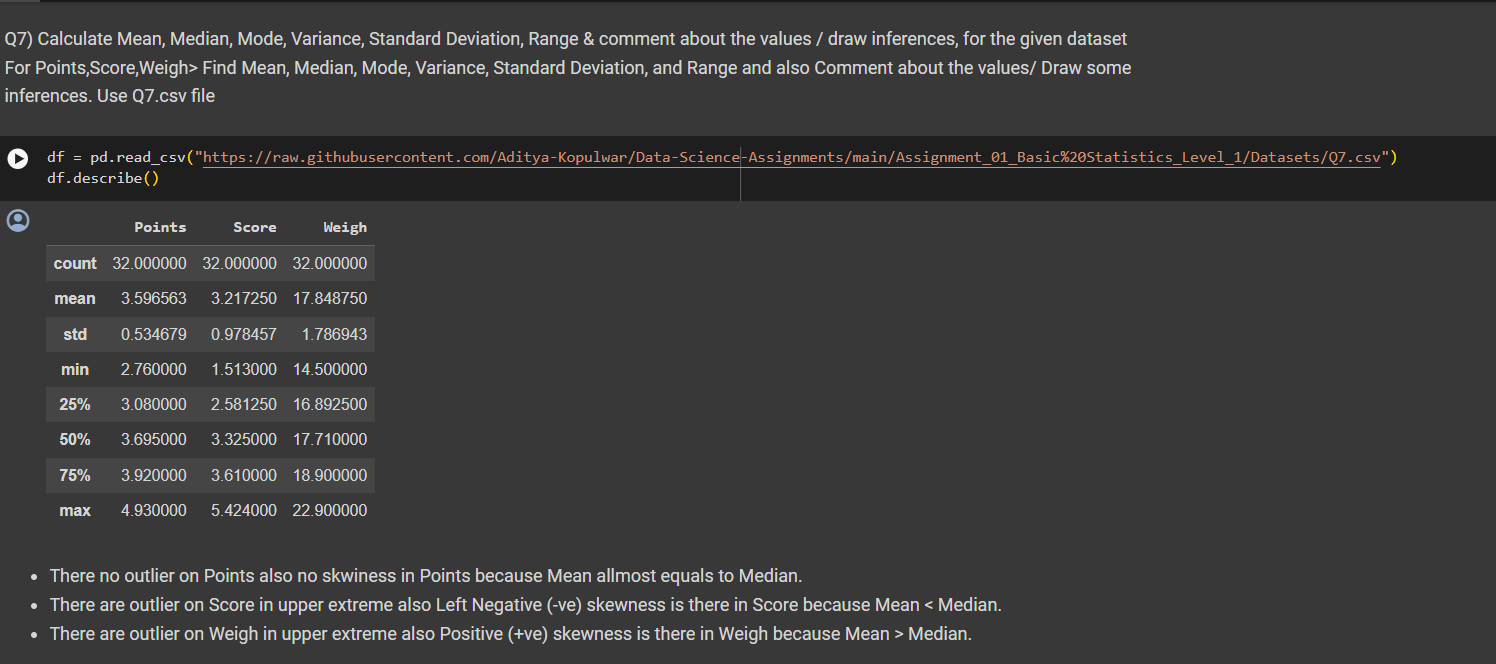 Q7) Calculate Mean, Median, Mode, Variance, Standard Deviation, Range & comment about the values / draw inferences, for the given dataset
For Points,Score,Weigh> Find Mean, Median, Mode, Variance, Standard Deviation, and Range and also Comment about the values/ Draw some
inferences. Use Q7.csv file
df = pd.read_csv("https://raw.githubusercontent.com/Aditya-Kopulwar/Data-Science-Assignments/main/Assignment_01_Basic%20Statistics_Level_1/Datasets/Q7.csv")
df.describe()
Points Score Weigh
count 32.000000 32.000000 32.000000
mean 3.596563 3.217250 17.848750
std 0.534679 0.978457 1.786943
min 2.760000 1.513000 14.500000
25% 3.080000 2.581250 16.892500
50% 3.695000 3.325000 17.710000
75% 3.920000 3.610000 18.900000
max 4.930000 5.424000 22.900000
• There no outlier on Points also no skwiness in Points because Mean allmost equals to Median.
• There are outlier on Score in upper extreme also Left Negative (-ve) skewness is there in Score because Mean < Median.
• There are outlier on Weigh in upper extreme also Positive (+ve) skewness is there in Weigh because Mean > Median.